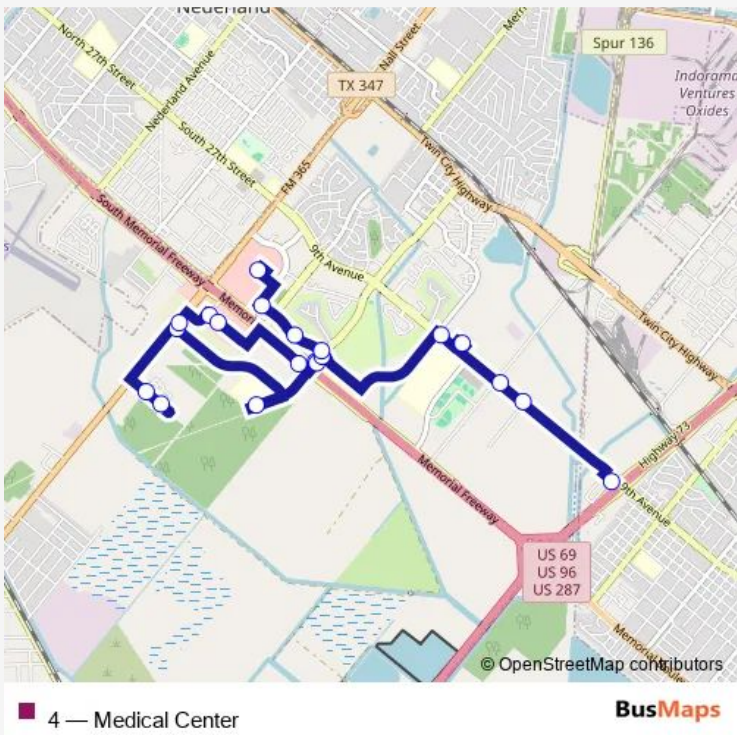 Nederland
Spur 136
North 27th Street
Nall Street
TX 347
Indorama
Ventures
Oxides
Nederland Avenue
South 27th Street
FM 365
Twin City Highway
South Memorial Freeway
9th Avenue
Memori
Twin City Highway
Highway 73
Memorial Freeway
9th Avenue
US 69
US 96
US 287
© OpenStreetMap contributors
4 — Medical Center
BusMaps